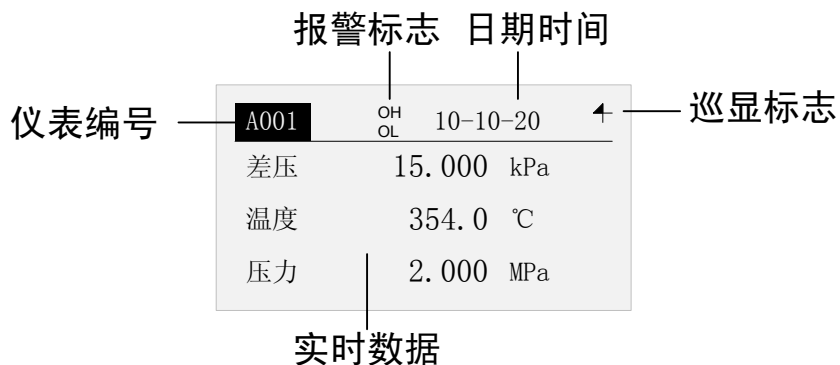 报警标志 日期时间
仪表编号 A001 OH OL 10-10-20 巡显标志
差压 15.000 kPa
温度 354.0 ℃
压力 2.000 MPa
实时数据